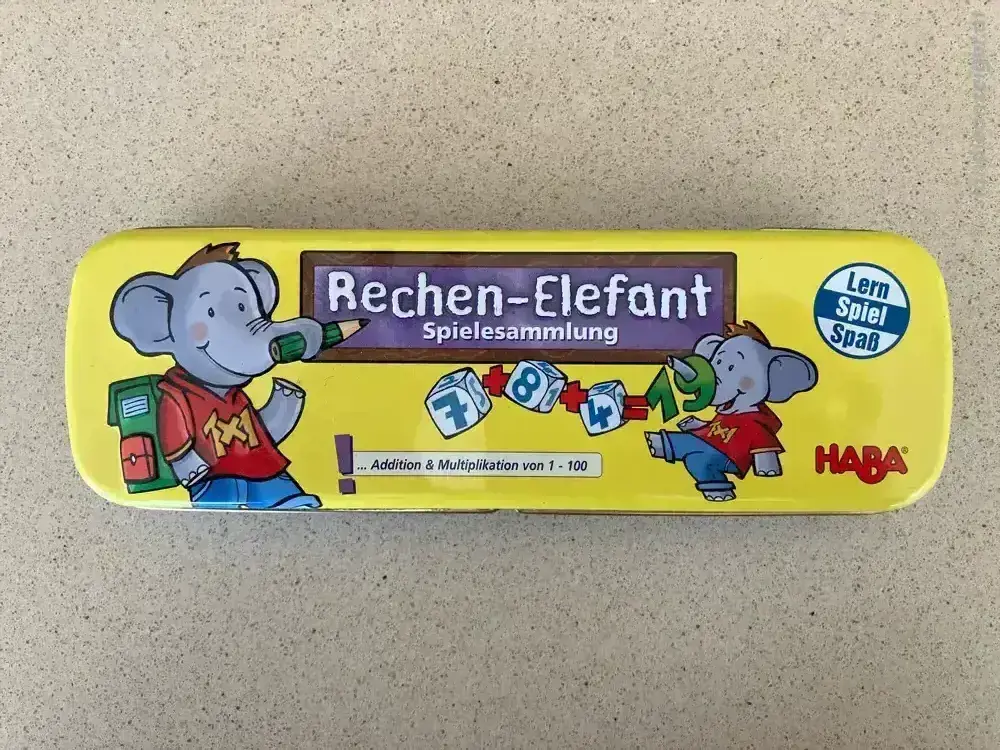 Rechen-Elefant
Spielesammlung
Lern
Spiel
Spaß
7+8+4=19
1x1
1x1
! ... Addition & Multiplikation von 1 - 100
HABA®